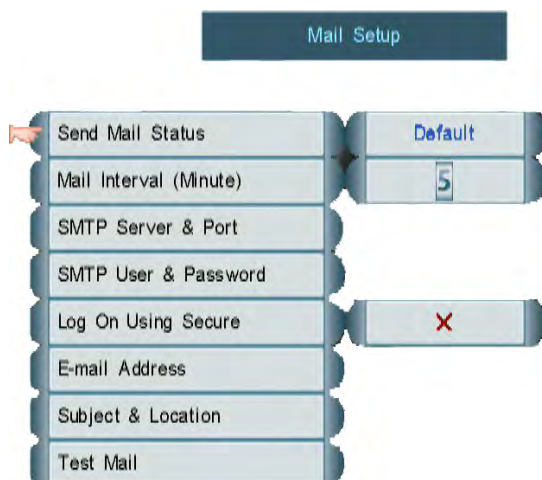 Mail Setup
Send Mail Status Default
Mail Interval (Minute) 5
SMTP Server & Port
SMTP User & Password
Log On Using Secure
E-mail Address
Subject & Location
Test Mail